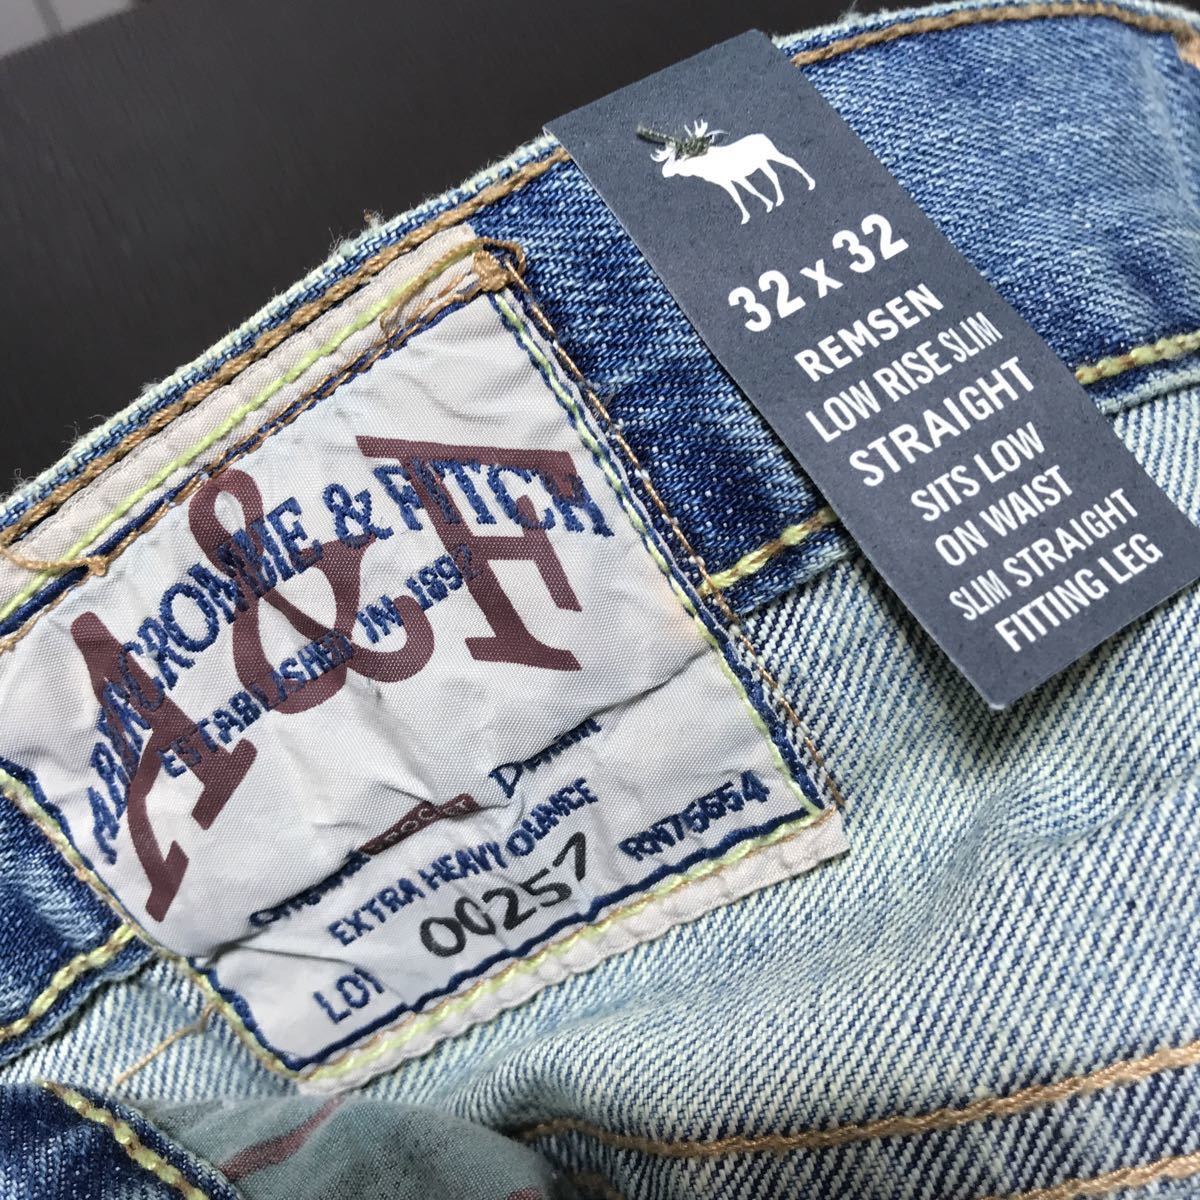 ABERCROMBIE & FITCH
A&F
ESTABLISHED IN 1892
Denim
EXTRA HEAVY OUNCE
LOT 00257 RN75654
32 x 32
REMSEN
LOW RISE SLIM
STRAIGHT
SITS LOW
ON WAIST
SLIM STRAIGHT
FITTING LEG